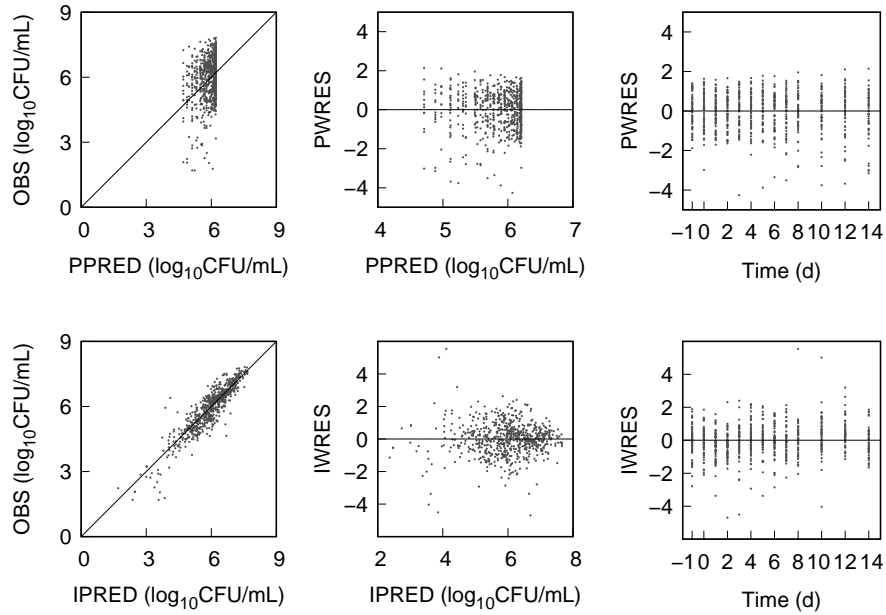 OBS (log₁₀CFU/mL)
9
6
3
0
0 3 6 9
PPRED (log₁₀CFU/mL)
PWRES
4
2
0
−2
−4
4 5 6 7
PPRED (log₁₀CFU/mL)
PWRES
4
2
0
−2
−4
−1 0 2 4 6 8 10 12 14
Time (d)
OBS (log₁₀CFU/mL)
9
6
3
0
0 3 6 9
IPRED (log₁₀CFU/mL)
IWRES
4
2
0
−2
−4
2 4 6 8
IPRED (log₁₀CFU/mL)
IWRES
4
2
0
−2
−4
−1 0 2 4 6 8 10 12 14
Time (d)